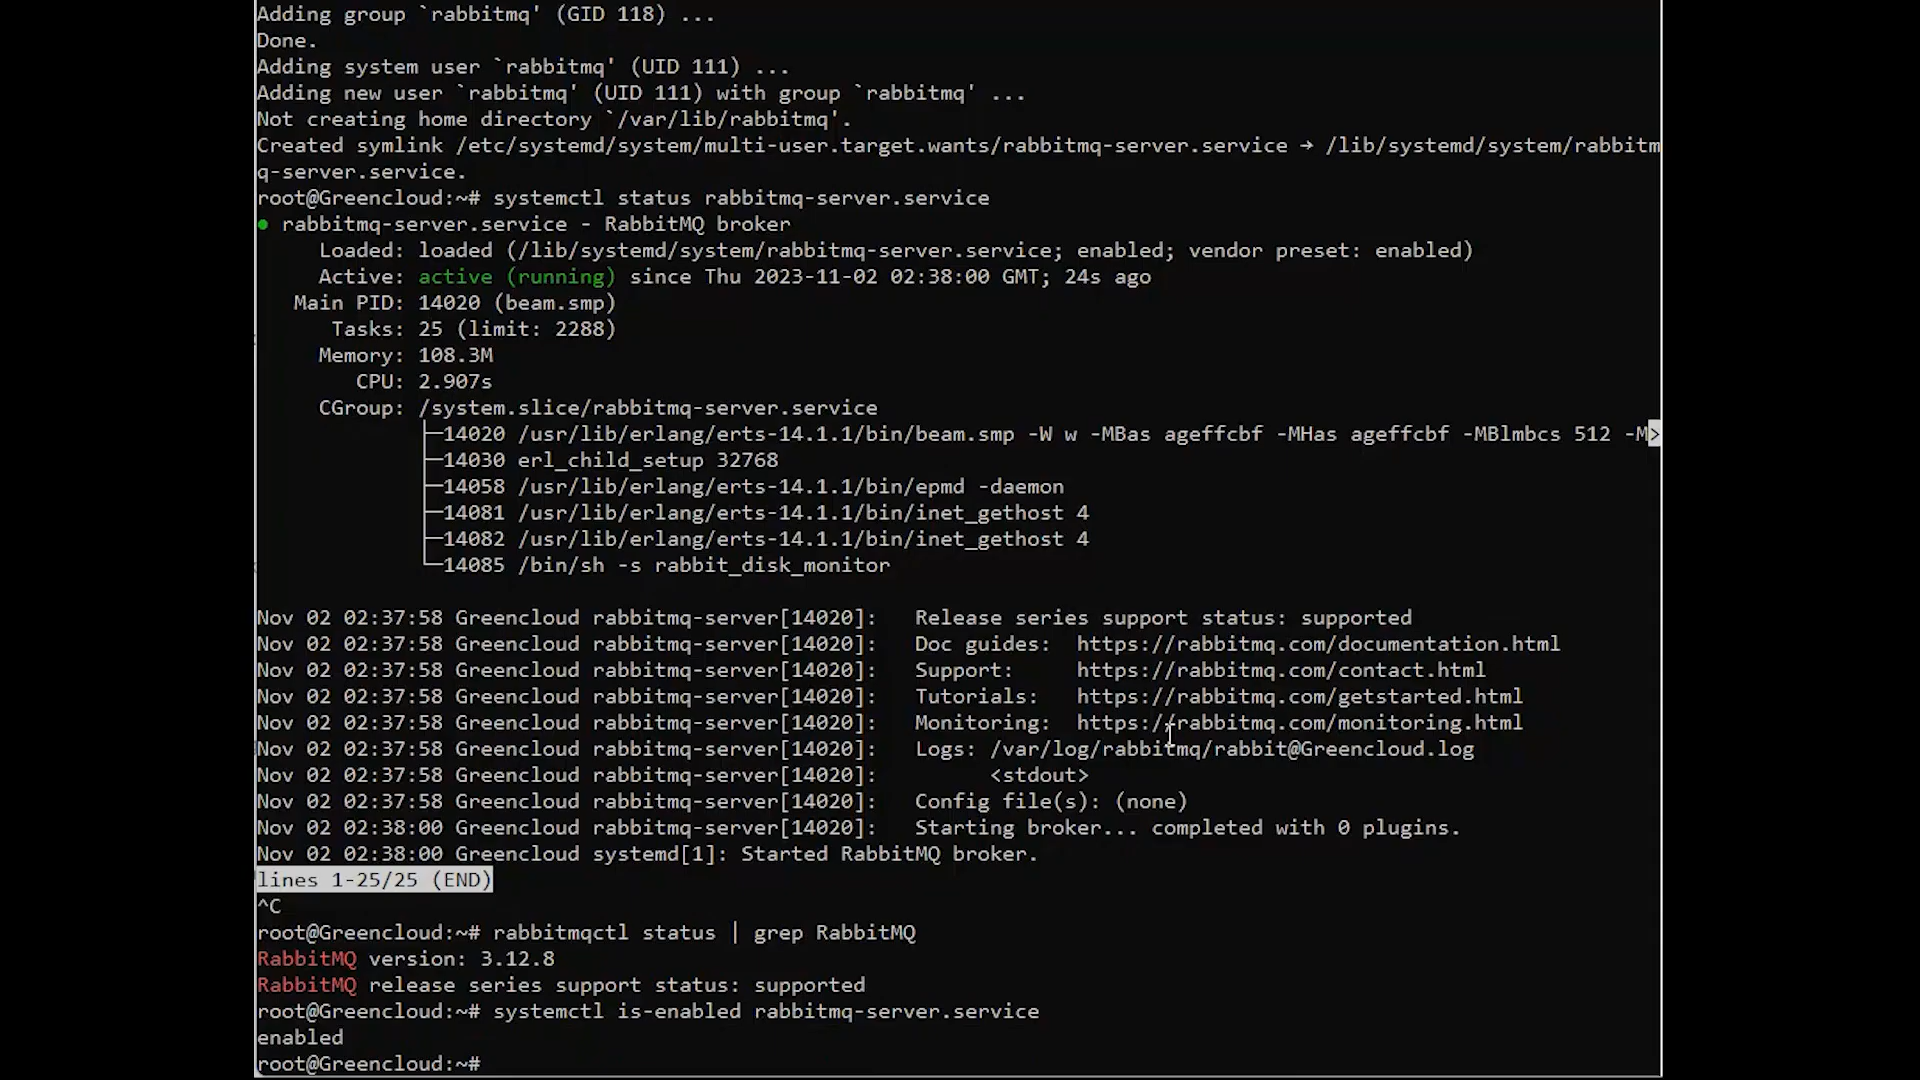 Adding group `rabbitmq' (GID 118) ...
Done.
Adding system user `rabbitmq' (UID 111) ...
Adding new user `rabbitmq' (UID 111) with group `rabbitmq' ...
Not creating home directory `/var/lib/rabbitmq'.
Created symlink /etc/systemd/system/multi-user.target.wants/rabbitmq-server.service → /lib/systemd/system/rabbitm
q-server.service.
root@Greencloud:~# systemctl status rabbitmq-server.service
● rabbitmq-server.service - RabbitMQ broker
     Loaded: loaded (/lib/systemd/system/rabbitmq-server.service; enabled; vendor preset: enabled)
     Active: active (running) since Thu 2023-11-02 02:38:00 GMT; 24s ago
   Main PID: 14020 (beam.smp)
      Tasks: 25 (limit: 2288)
     Memory: 108.3M
        CPU: 2.907s
     CGroup: /system.slice/rabbitmq-server.service
             ├─14020 /usr/lib/erlang/erts-14.1.1/bin/beam.smp -W w -MBas ageffcbf -MHas ageffcbf -MBlmbcs 512 -M>
             ├─14030 erl_child_setup 32768
             ├─14058 /usr/lib/erlang/erts-14.1.1/bin/epmd -daemon
             ├─14081 /usr/lib/erlang/erts-14.1.1/bin/inet_gethost 4
             ├─14082 /usr/lib/erlang/erts-14.1.1/bin/inet_gethost 4
             └─14085 /bin/sh -s rabbit_disk_monitor
Nov 02 02:37:58 Greencloud rabbitmq-server[14020]:   Release series support status: supported
Nov 02 02:37:58 Greencloud rabbitmq-server[14020]:   Doc guides:  https://rabbitmq.com/documentation.html
Nov 02 02:37:58 Greencloud rabbitmq-server[14020]:   Support:     https://rabbitmq.com/contact.html
Nov 02 02:37:58 Greencloud rabbitmq-server[14020]:   Tutorials:   https://rabbitmq.com/getstarted.html
Nov 02 02:37:58 Greencloud rabbitmq-server[14020]:   Monitoring:  https://rabbitmq.com/monitoring.html
Nov 02 02:37:58 Greencloud rabbitmq-server[14020]:   Logs: /var/log/rabbitmq/rabbit@Greencloud.log
Nov 02 02:37:58 Greencloud rabbitmq-server[14020]:         <stdout>
Nov 02 02:37:58 Greencloud rabbitmq-server[14020]:   Config file(s): (none)
Nov 02 02:38:00 Greencloud rabbitmq-server[14020]:   Starting broker... completed with 0 plugins.
Nov 02 02:38:00 Greencloud systemd[1]: Started RabbitMQ broker.
lines 1-25/25 (END)
^C
root@Greencloud:~# rabbitmqctl status | grep RabbitMQ
RabbitMQ version: 3.12.8
RabbitMQ release series support status: supported
root@Greencloud:~# systemctl is-enabled rabbitmq-server.service
enabled
root@Greencloud:~#